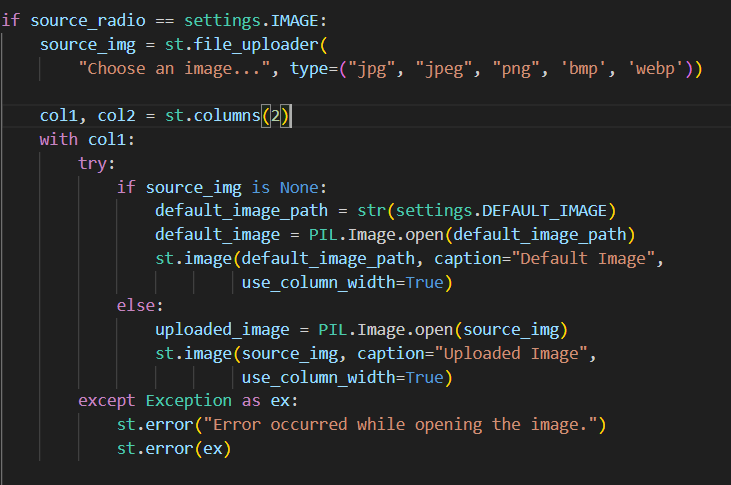 if source_radio == settings.IMAGE:
    source_img = st.file_uploader(
        "Choose an image...", type=("jpg", "jpeg", "png", 'bmp', 'webp'))

    col1, col2 = st.columns(2)
    with col1:
        try:
            if source_img is None:
                default_image_path = str(settings.DEFAULT_IMAGE)
                default_image = PIL.Image.open(default_image_path)
                st.image(default_image_path, caption="Default Image",
                         use_column_width=True)
            else:
                uploaded_image = PIL.Image.open(source_img)
                st.image(source_img, caption="Uploaded Image",
                         use_column_width=True)
        except Exception as ex:
            st.error("Error occurred while opening the image.")
            st.error(ex)